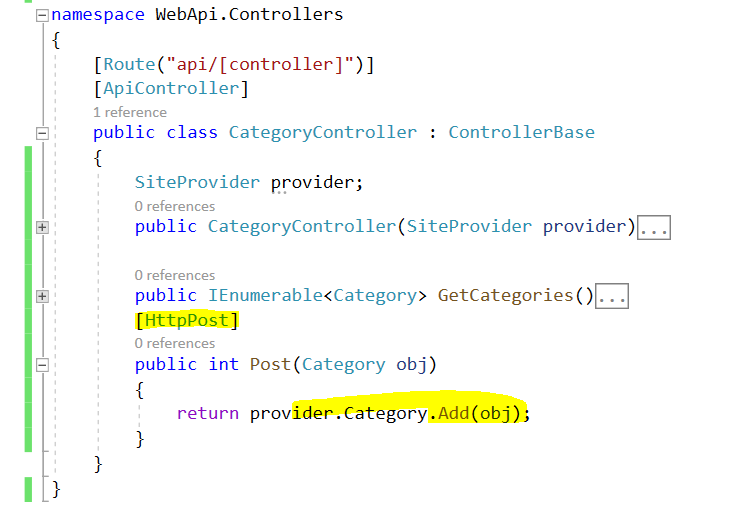 namespace WebApi.Controllers
{
[Route("api/[controller]")]
[ApiController]
1 reference
public class CategoryController : ControllerBase
{
SiteProvider provider;
0 references
public CategoryController(SiteProvider provider)...
0 references
public IEnumerable<Category> GetCategories()...
[HttpPost]
0 references
public int Post(Category obj)
{
return provider.Category.Add(obj);
}
}
}